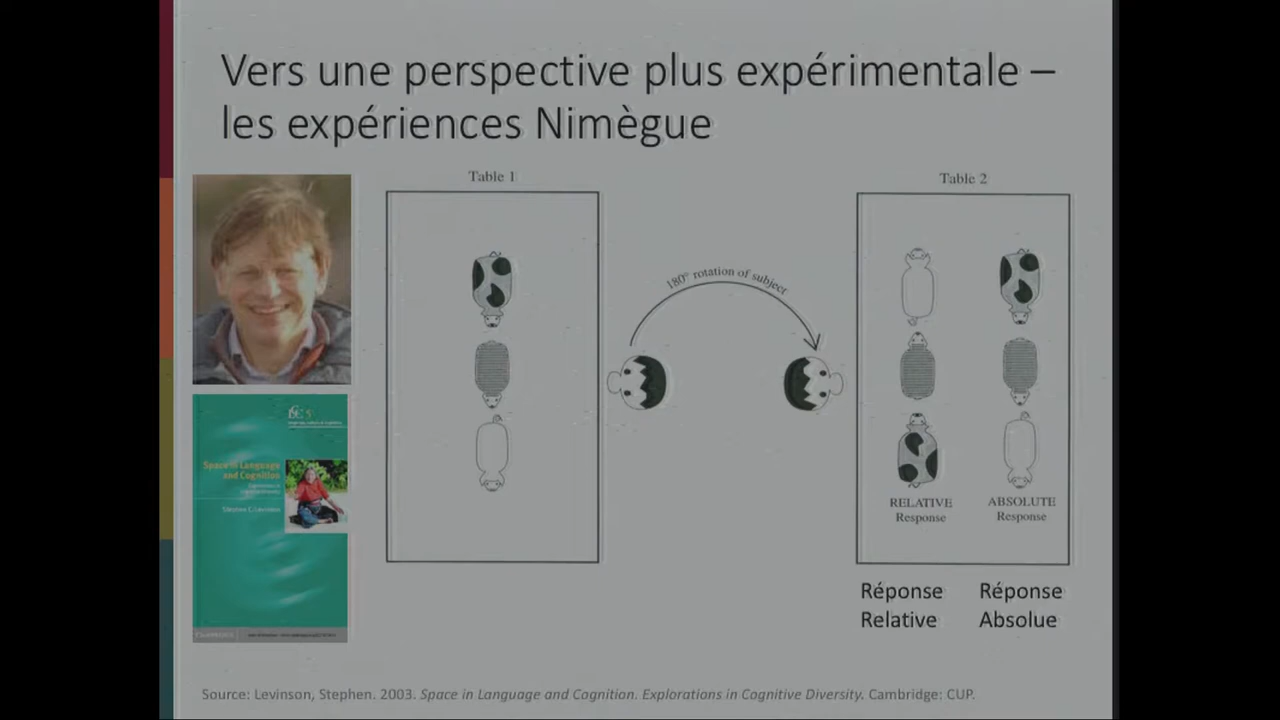 Vers une perspective plus expérimentale –
les expériences Nimègue
Table 1
Table 2
180° rotation of subject
Space in Language
and Cognition
Stephen C. Levinson
RELATIVE
Response
ABSOLUTE
Response
Réponse
Relative
Réponse
Absolue
Source: Levinson, Stephen. 2003. Space in Language and Cognition. Explorations in Cognitive Diversity. Cambridge: CUP.